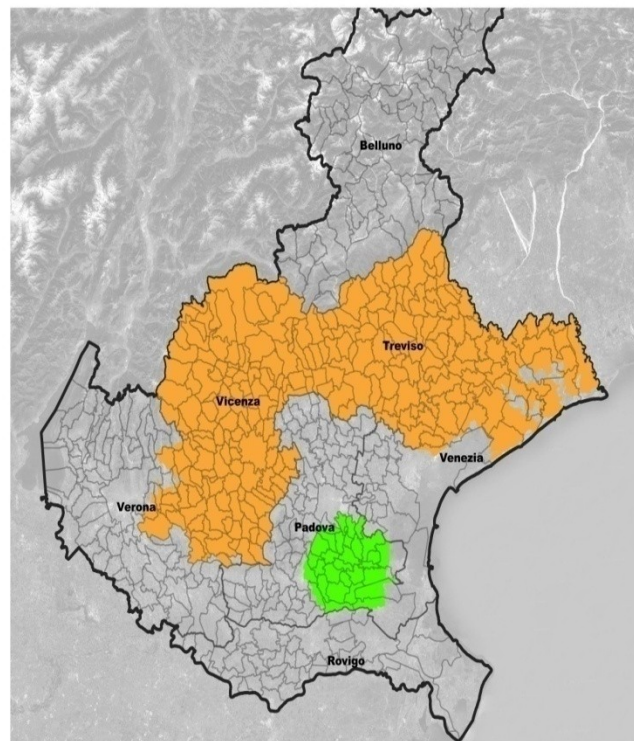 Belluno
Treviso
Vicenza
Venezia
Verona
Padova
Rovigo